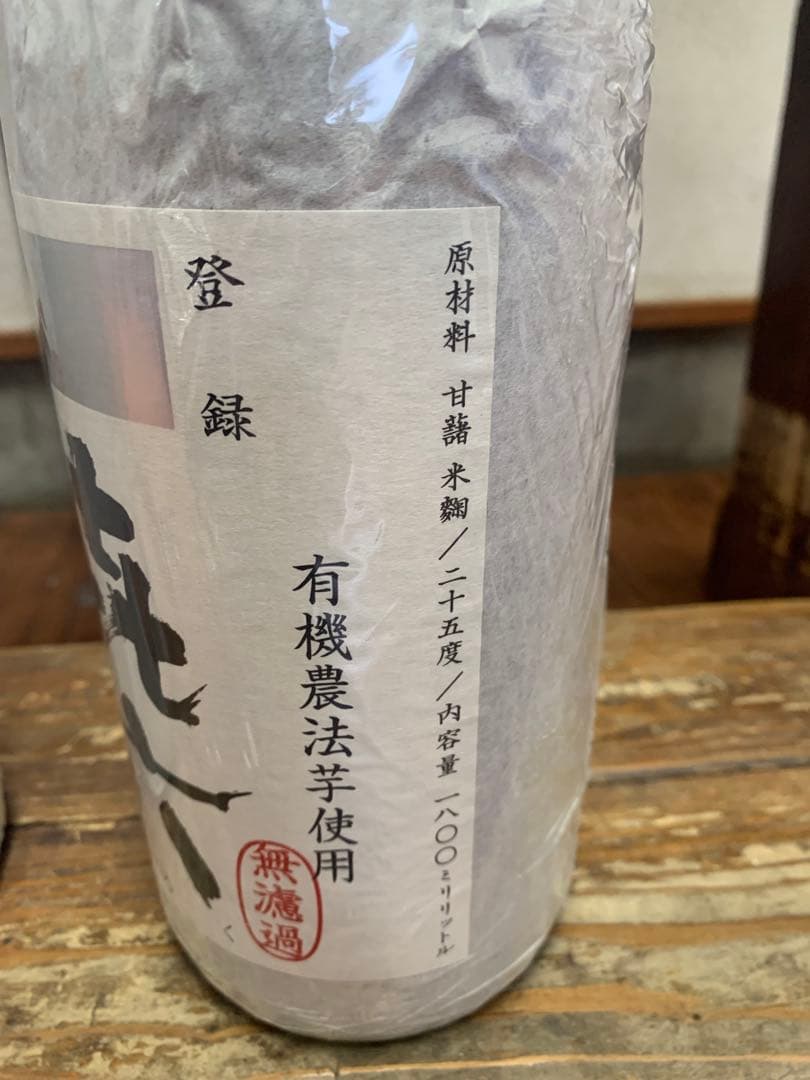 原材料 甘藷 米麴／二十五度／内容量 一八〇〇ミリリットル
有機農法芋使用
無濾過
登録